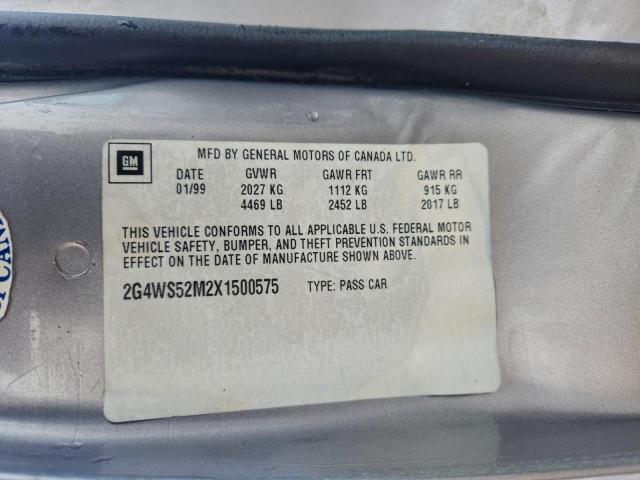 GM
MFD BY GENERAL MOTORS OF CANADA LTD.
DATE GVWR GAWR FRT GAWR RR
01/99 2027 KG 1112 KG 915 KG
4469 LB 2452 LB 2017 LB
THIS VEHICLE CONFORMS TO ALL APPLICABLE U.S. FEDERAL MOTOR
VEHICLE SAFETY, BUMPER, AND THEFT PREVENTION STANDARDS IN
EFFECT ON THE DATE OF MANUFACTURE SHOWN ABOVE.
2G4WS52M2X1500575 TYPE: PASS CAR